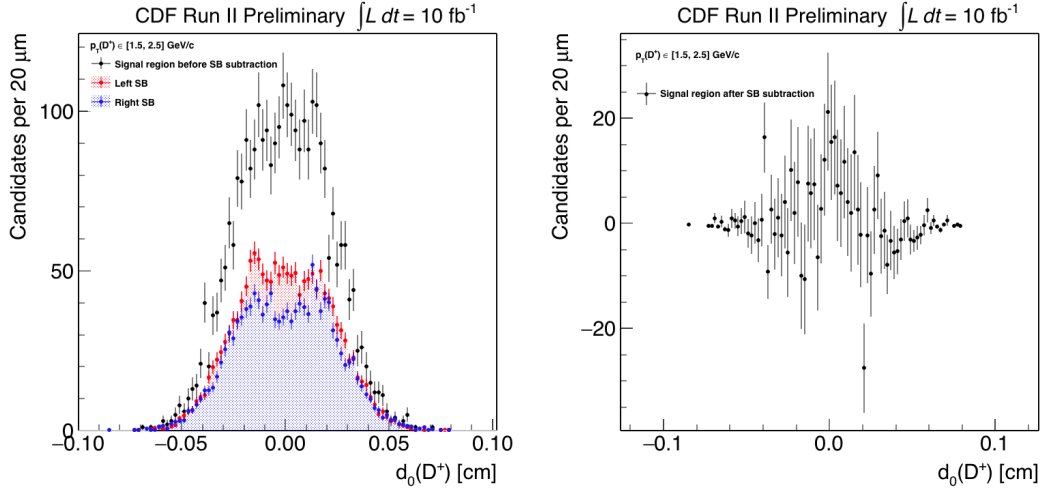 CDF Run II Preliminary ∫L dt = 10 fb⁻¹
Candidates per 20 μm
p_T(D⁺) ∈ [1.5, 2.5] GeV/c
Signal region before SB subtraction
Left SB
Right SB
100
50
0
−0.10 −0.05 0.00 0.05 0.10
d₀(D⁺) [cm]
CDF Run II Preliminary ∫L dt = 10 fb⁻¹
Candidates per 20 μm
p_T(D⁺) ∈ [1.5, 2.5] GeV/c
Signal region after SB subtraction
20
0
−20
−0.1 0.0 0.1
d₀(D⁺) [cm]